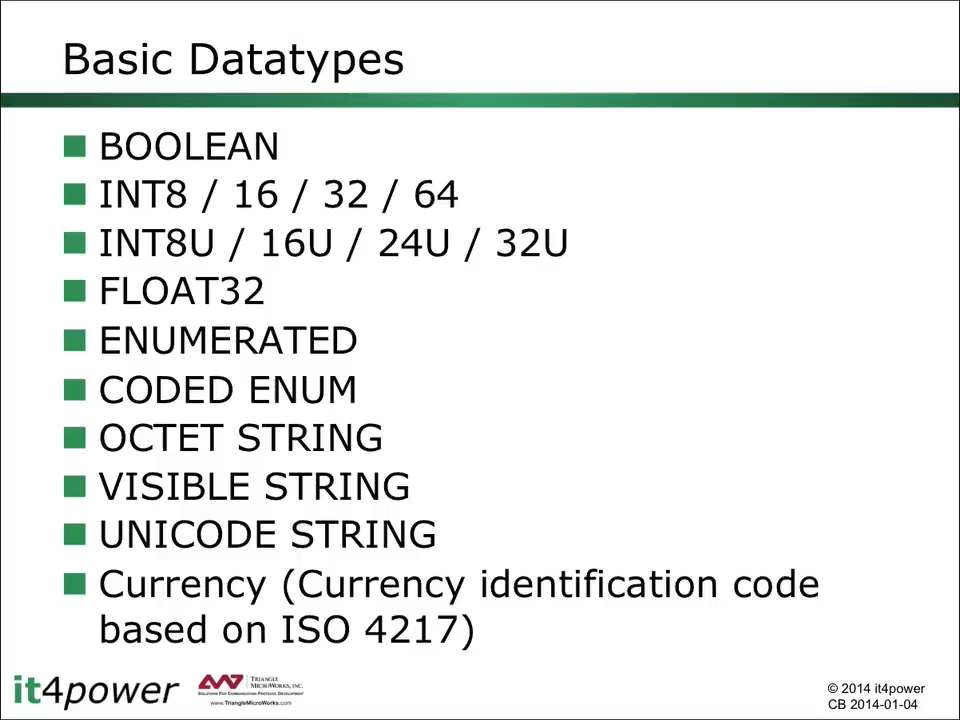 Basic Datatypes
BOOLEAN
INT8 / 16 / 32 / 64
INT8U / 16U / 24U / 32U
FLOAT32
ENUMERATED
CODED ENUM
OCTET STRING
VISIBLE STRING
UNICODE STRING
Currency (Currency identification code
based on ISO 4217)
it4power
TRIANGLE
MICROWORKS, INC.
SOLUTIONS FOR COMMUNICATION PROTOCOL DEVELOPMENT
www.TriangleMicroWorks.com
© 2014 it4power
CB 2014-01-04